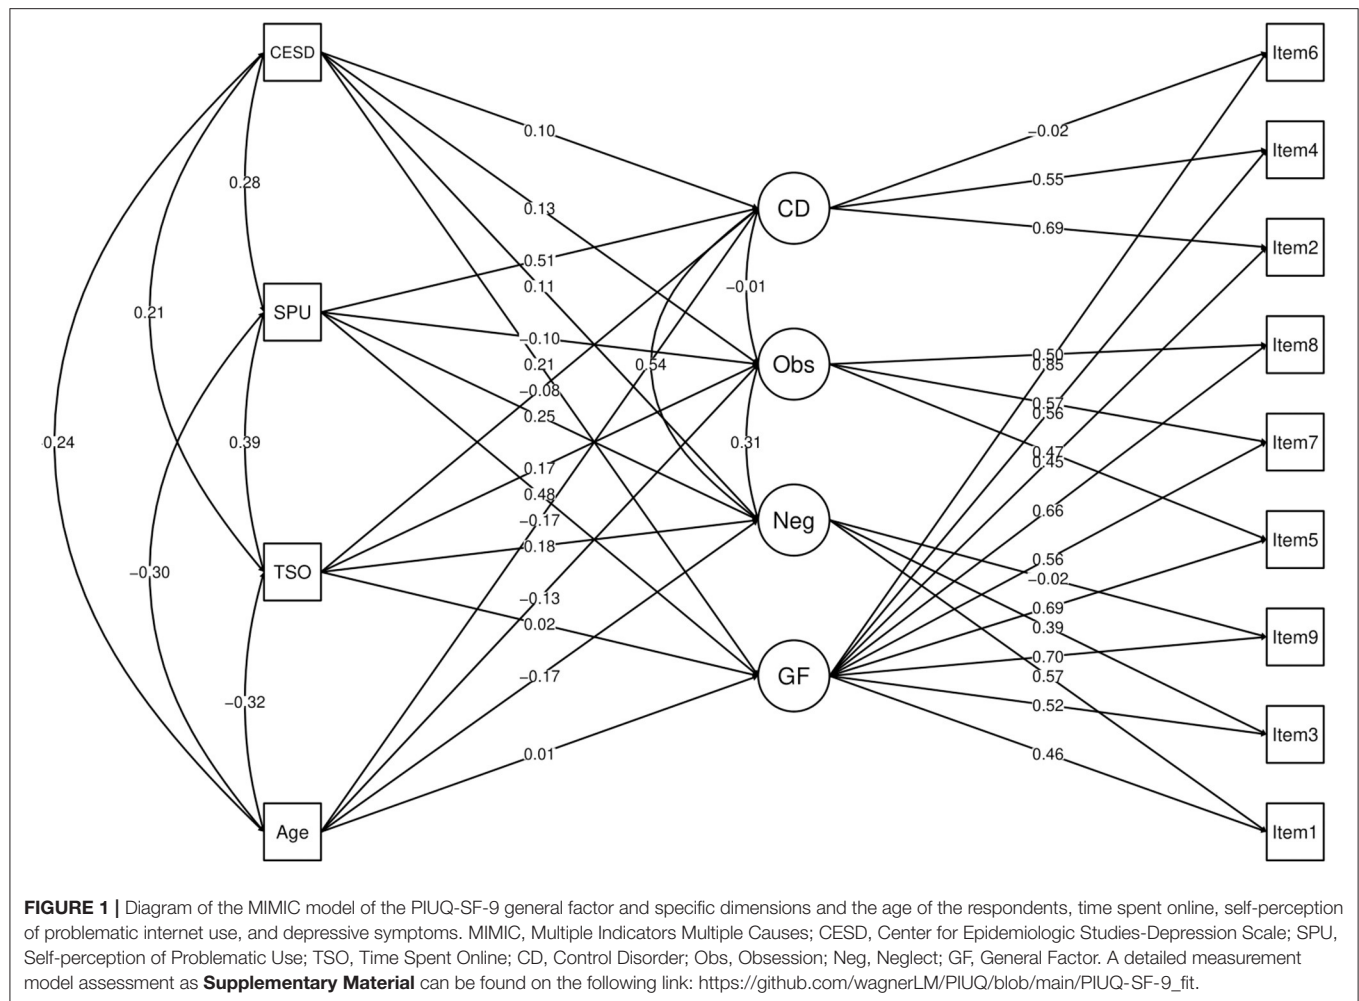 CESD
Item6
0.10
−0.02
Item4
0.28
0.55
0.13
CD
0.69
Item2
0.51
0.11
−0.01
0.21
SPU
−0.10
Item8
0.50
0.21
0.54
Obs
0.85
−0.08
0.57
0.25
0.56
0.24
0.39
0.31
Item7
0.47
0.17
0.45
0.48
0.66
−0.17
Neg
0.18
Item5
0.56
−0.30
TSO
−0.02
−0.13
0.69
0.02
0.39
Item9
0.70
−0.17
GF
0.57
−0.32
0.52
Item3
0.01
0.46
Age
Item1
FIGURE 1 | Diagram of the MIMIC model of the PIUQ-SF-9 general factor and specific dimensions and the age of the respondents, time spent online, self-perception
of problematic internet use, and depressive symptoms. MIMIC, Multiple Indicators Multiple Causes; CESD, Center for Epidemiologic Studies-Depression Scale; SPU,
Self-perception of Problematic Use; TSO, Time Spent Online; CD, Control Disorder; Obs, Obsession; Neg, Neglect; GF, General Factor. A detailed measurement
model assessment as Supplementary Material can be found on the following link: https://github.com/wagnerLM/PIUQ/blob/main/PIUQ-SF-9_fit.